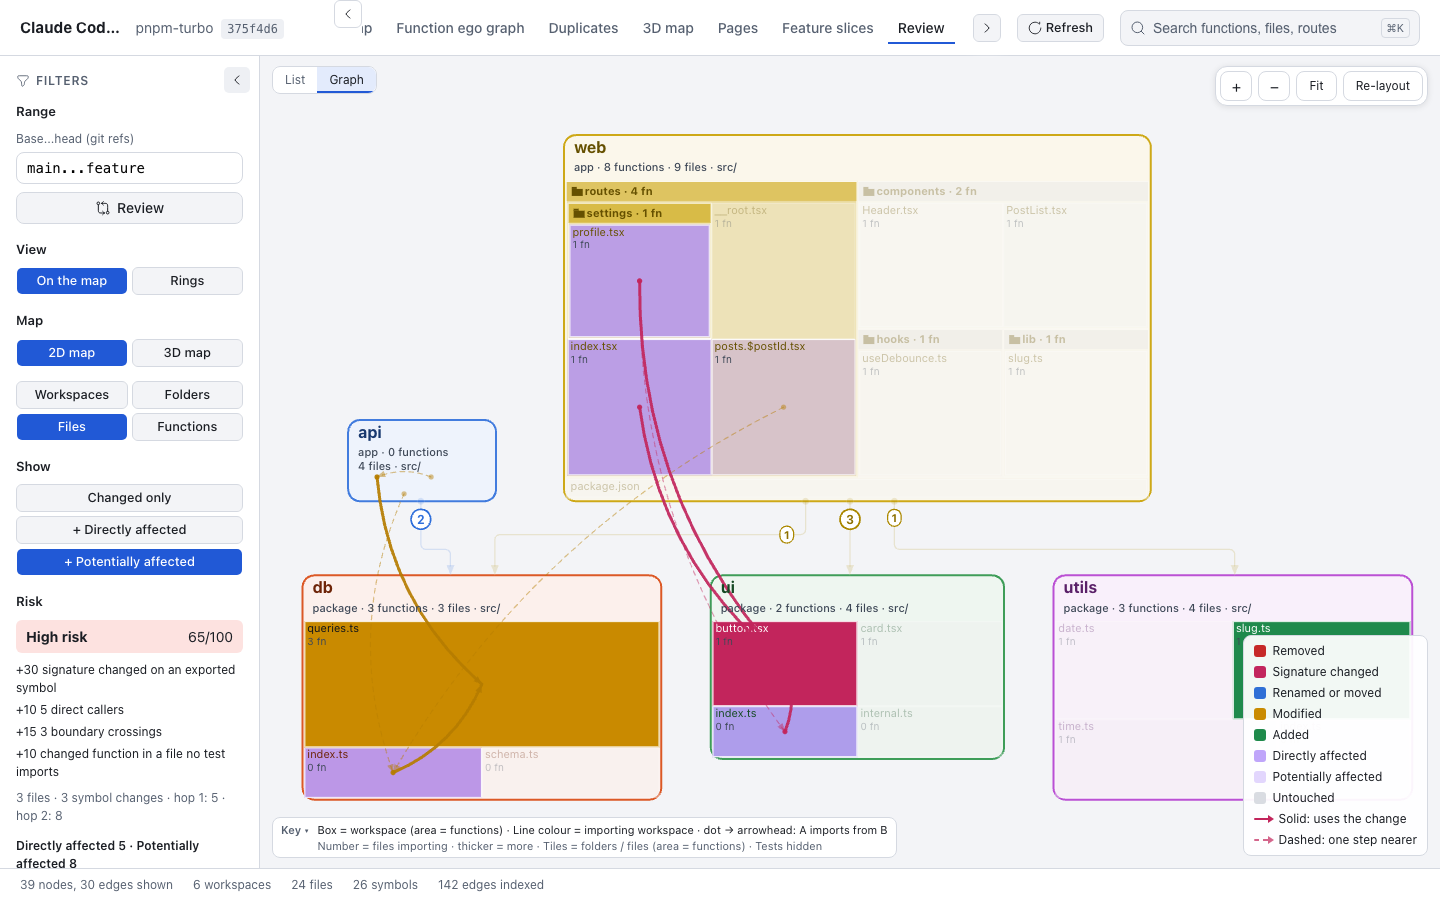 Claude Cod...
pnpm-turbo 375f4d6
Function ego graph
Duplicates
3D map
Pages
Feature slices
Review
Refresh
Search functions, files, routes
⌘K
FILTERS
Range
Base...head (git refs)
main...feature
Review
View
On the map
Rings
Map
2D map
3D map
Workspaces
Folders
Files
Functions
Show
Changed only
+ Directly affected
+ Potentially affected
Risk
High risk 65/100
+30 signature changed on an exported
symbol
+10 5 direct callers
+15 3 boundary crossings
+10 changed function in a file no test
imports
3 files · 3 symbol changes · hop 1: 5 ·
hop 2: 8
Directly affected 5 · Potentially
affected 8
List
Graph
+
−
Fit
Re-layout
web
app · 8 functions · 9 files · src/
routes · 4 fn
components · 2 fn
settings · 1 fn
__root.tsx
1 fn
Header.tsx
1 fn
PostList.tsx
1 fn
profile.tsx
1 fn
hooks · 1 fn
lib · 1 fn
index.tsx
1 fn
posts.$postId.tsx
1 fn
useDebounce.ts
1 fn
slug.ts
1 fn
package.json
api
app · 0 functions
4 files · src/
2
1
3
1
db
package · 3 functions · 3 files · src/
queries.ts
3 fn
index.ts
0 fn
schema.ts
0 fn
ui
package · 2 functions · 4 files · src/
button.tsx
1 fn
card.tsx
1 fn
index.ts
0 fn
internal.ts
0 fn
utils
package · 3 functions · 4 files · src/
date.ts
1 fn
slug.ts
time.ts
1 fn
Removed
Signature changed
Renamed or moved
Modified
Added
Directly affected
Potentially affected
Untouched
Solid: uses the change
Dashed: one step nearer
Key ▾ Box = workspace (area = functions) · Line colour = importing workspace · dot → arrowhead: A imports from B
Number = files importing · thicker = more · Tiles = folders / files (area = functions) · Tests hidden
39 nodes, 30 edges shown
6 workspaces
24 files
26 symbols
142 edges indexed